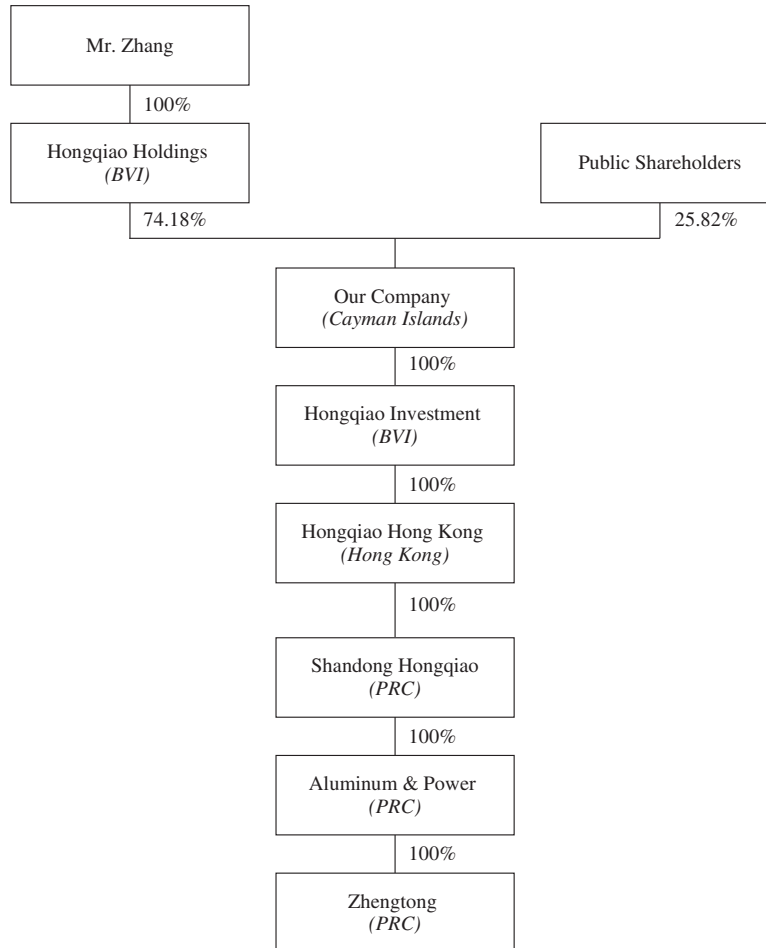 Mr. Zhang
100%
Hongqiao Holdings
(BVI)
Public Shareholders
74.18%
25.82%
Our Company
(Cayman Islands)
100%
Hongqiao Investment
(BVI)
100%
Hongqiao Hong Kong
(Hong Kong)
100%
Shandong Hongqiao
(PRC)
100%
Aluminum & Power
(PRC)
100%
Zhengtong
(PRC)